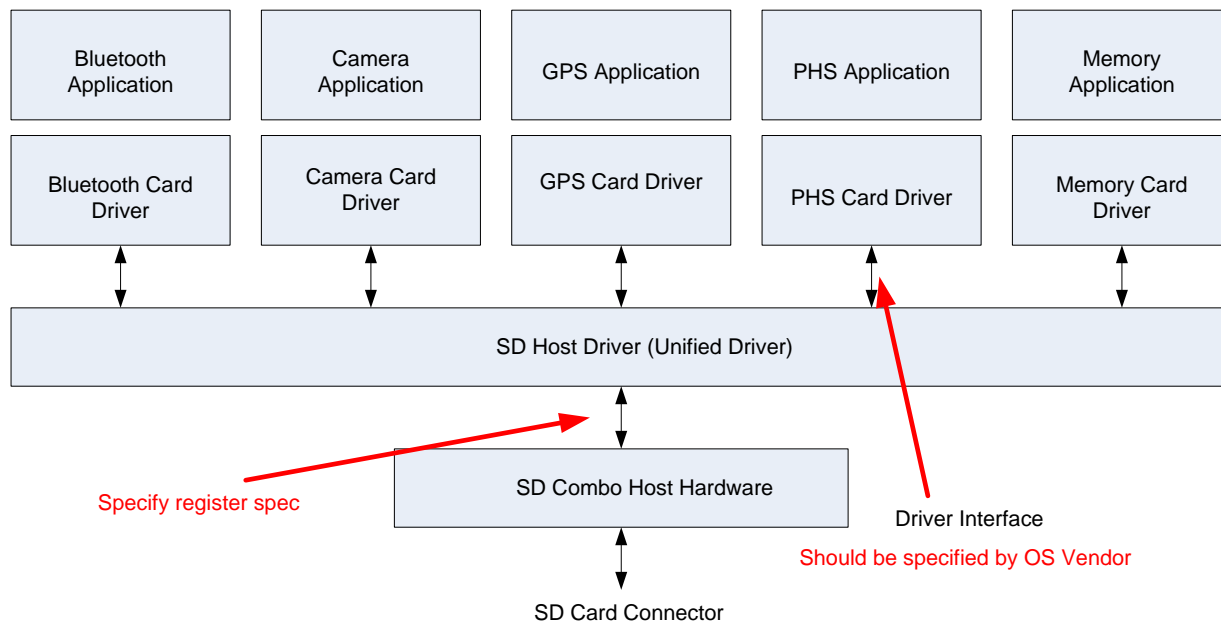 Bluetooth
Application
Camera
Application
GPS Application
PHS Application
Memory
Application
Bluetooth Card
Driver
Camera Card
Driver
GPS Card Driver
PHS Card Driver
Memory Card
Driver
SD Host Driver (Unified Driver)
Specify register spec
SD Combo Host Hardware
Driver Interface
Should be specified by OS Vendor
SD Card Connector